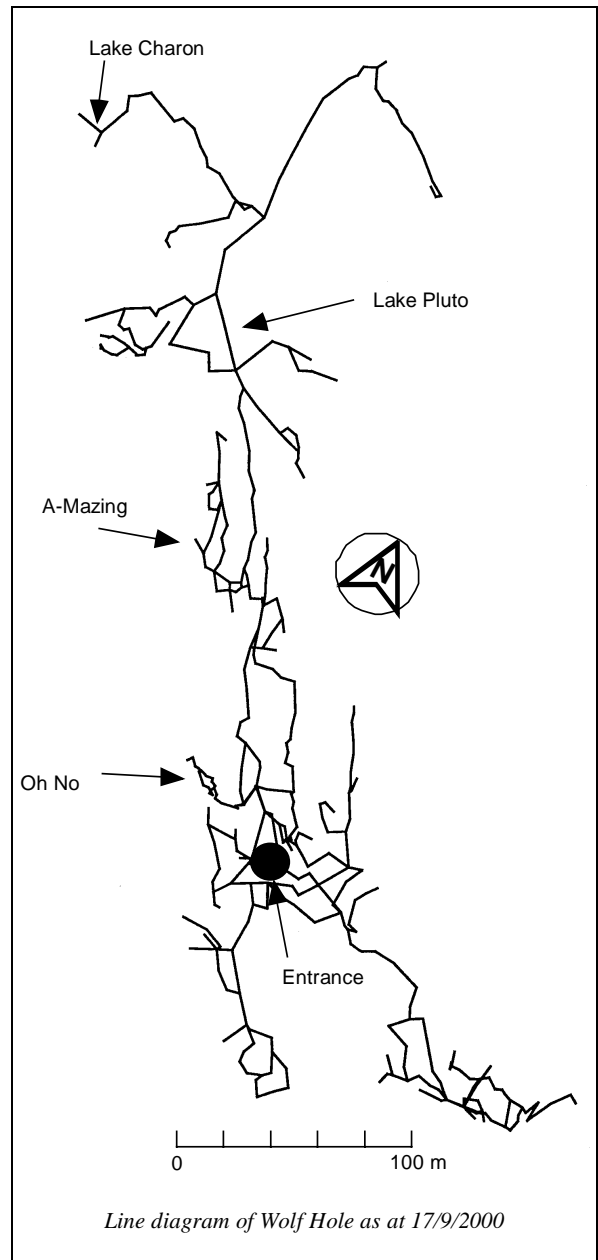 Lake Charon
Lake Pluto
A-Mazing
N
Oh No
Entrance
0 100 m
Line diagram of Wolf Hole as at 17/9/2000